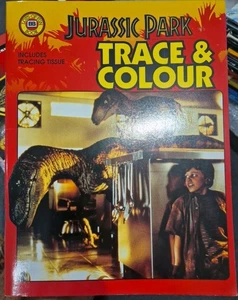 JURASSIC PARK
TRACE &
COLOUR
INCLUDES
TRACING TISSUE